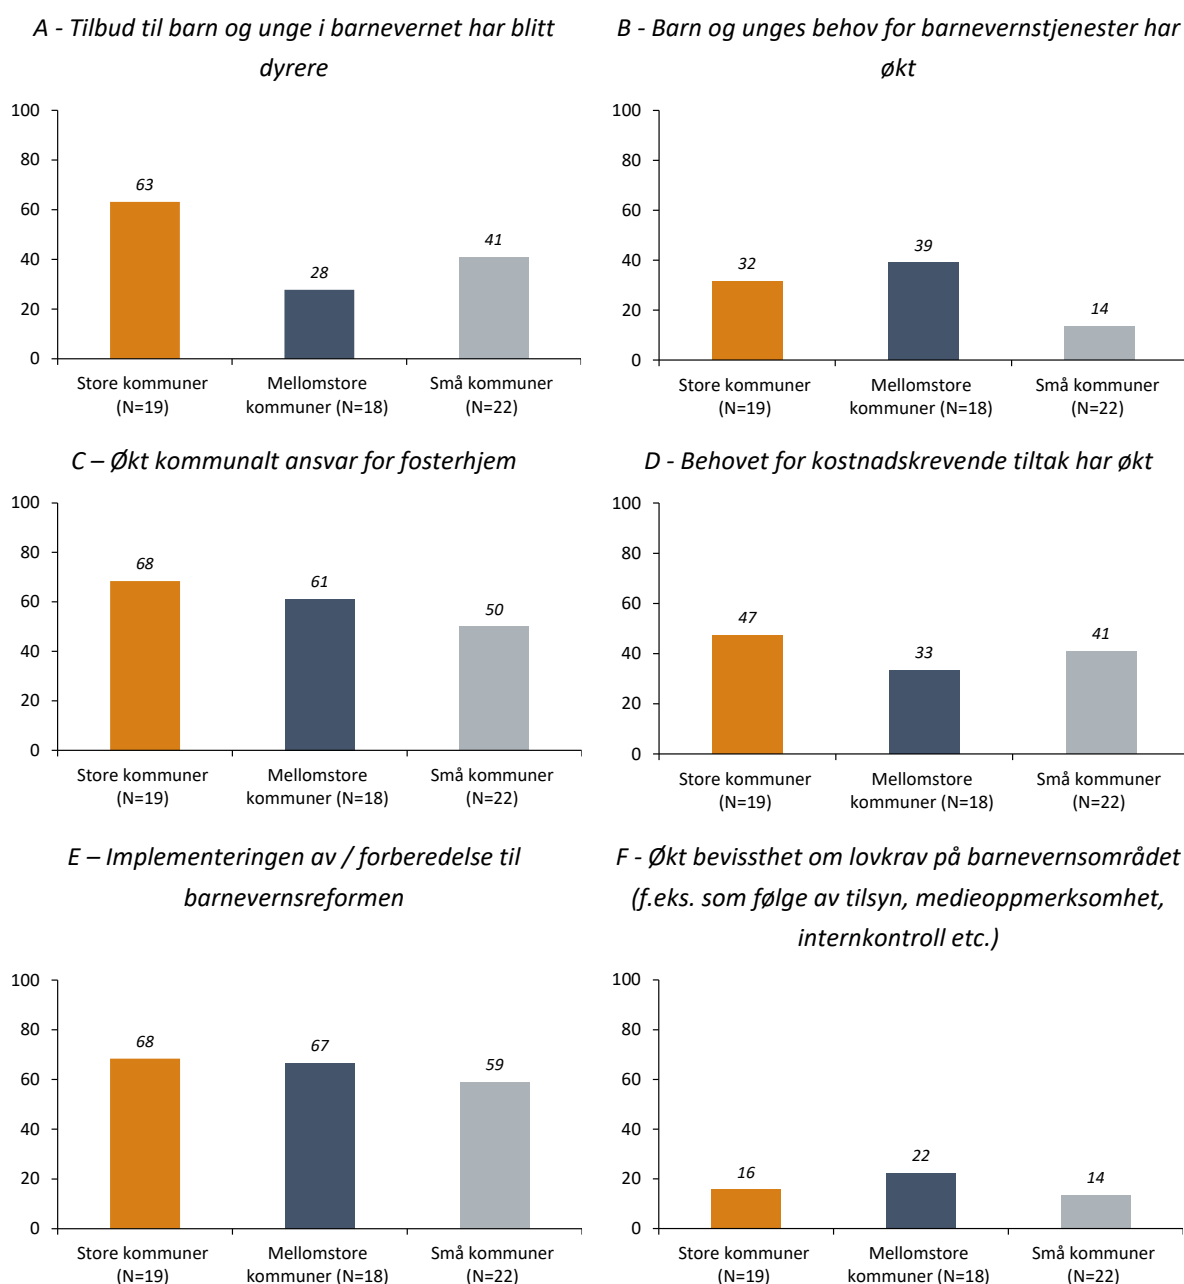 A - Tilbud til barn og unge i barnevernet har blitt
dyrere
100
80
60
40
20
0
63
28
41
Store kommuner
(N=19)
Mellomstore
kommuner (N=18)
Små kommuner
(N=22)
B - Barn og unges behov for barnevernstjenester har
økt
100
80
60
40
20
0
32
39
14
Store kommuner
(N=19)
Mellomstore
kommuner (N=18)
Små kommuner
(N=22)
C – Økt kommunalt ansvar for fosterhjem
100
80
60
40
20
0
68
61
50
Store kommuner
(N=19)
Mellomstore
kommuner (N=18)
Små kommuner
(N=22)
D - Behovet for kostnadskrevende tiltak har økt
100
80
60
40
20
0
47
33
41
Store kommuner
(N=19)
Mellomstore
kommuner (N=18)
Små kommuner
(N=22)
E – Implementeringen av / forberedelse til
barnevernsreformen
100
80
60
40
20
0
68
67
59
Store kommuner
(N=19)
Mellomstore
kommuner (N=18)
Små kommuner
(N=22)
F - Økt bevissthet om lovkrav på barnevernsområdet
(f.eks. som følge av tilsyn, medieoppmerksomhet,
internkontroll etc.)
100
80
60
40
20
0
16
22
14
Store kommuner
(N=19)
Mellomstore
kommuner (N=18)
Små kommuner
(N=22)